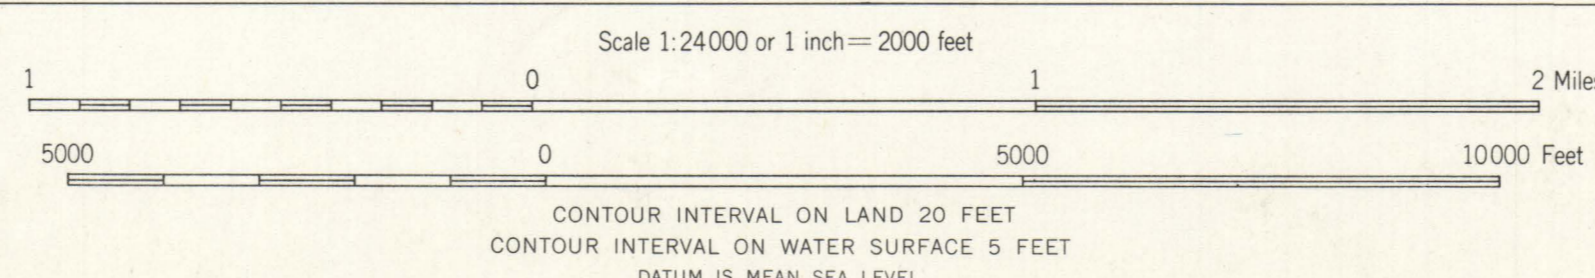 Scale 1:24000 or 1 inch = 2000 feet
1 0 1 2 Miles
5000 0 5000 10000 Feet
CONTOUR INTERVAL ON LAND 20 FEET
CONTOUR INTERVAL ON WATER SURFACE 5 FEET
DATUM IS MEAN SEA LEVEL